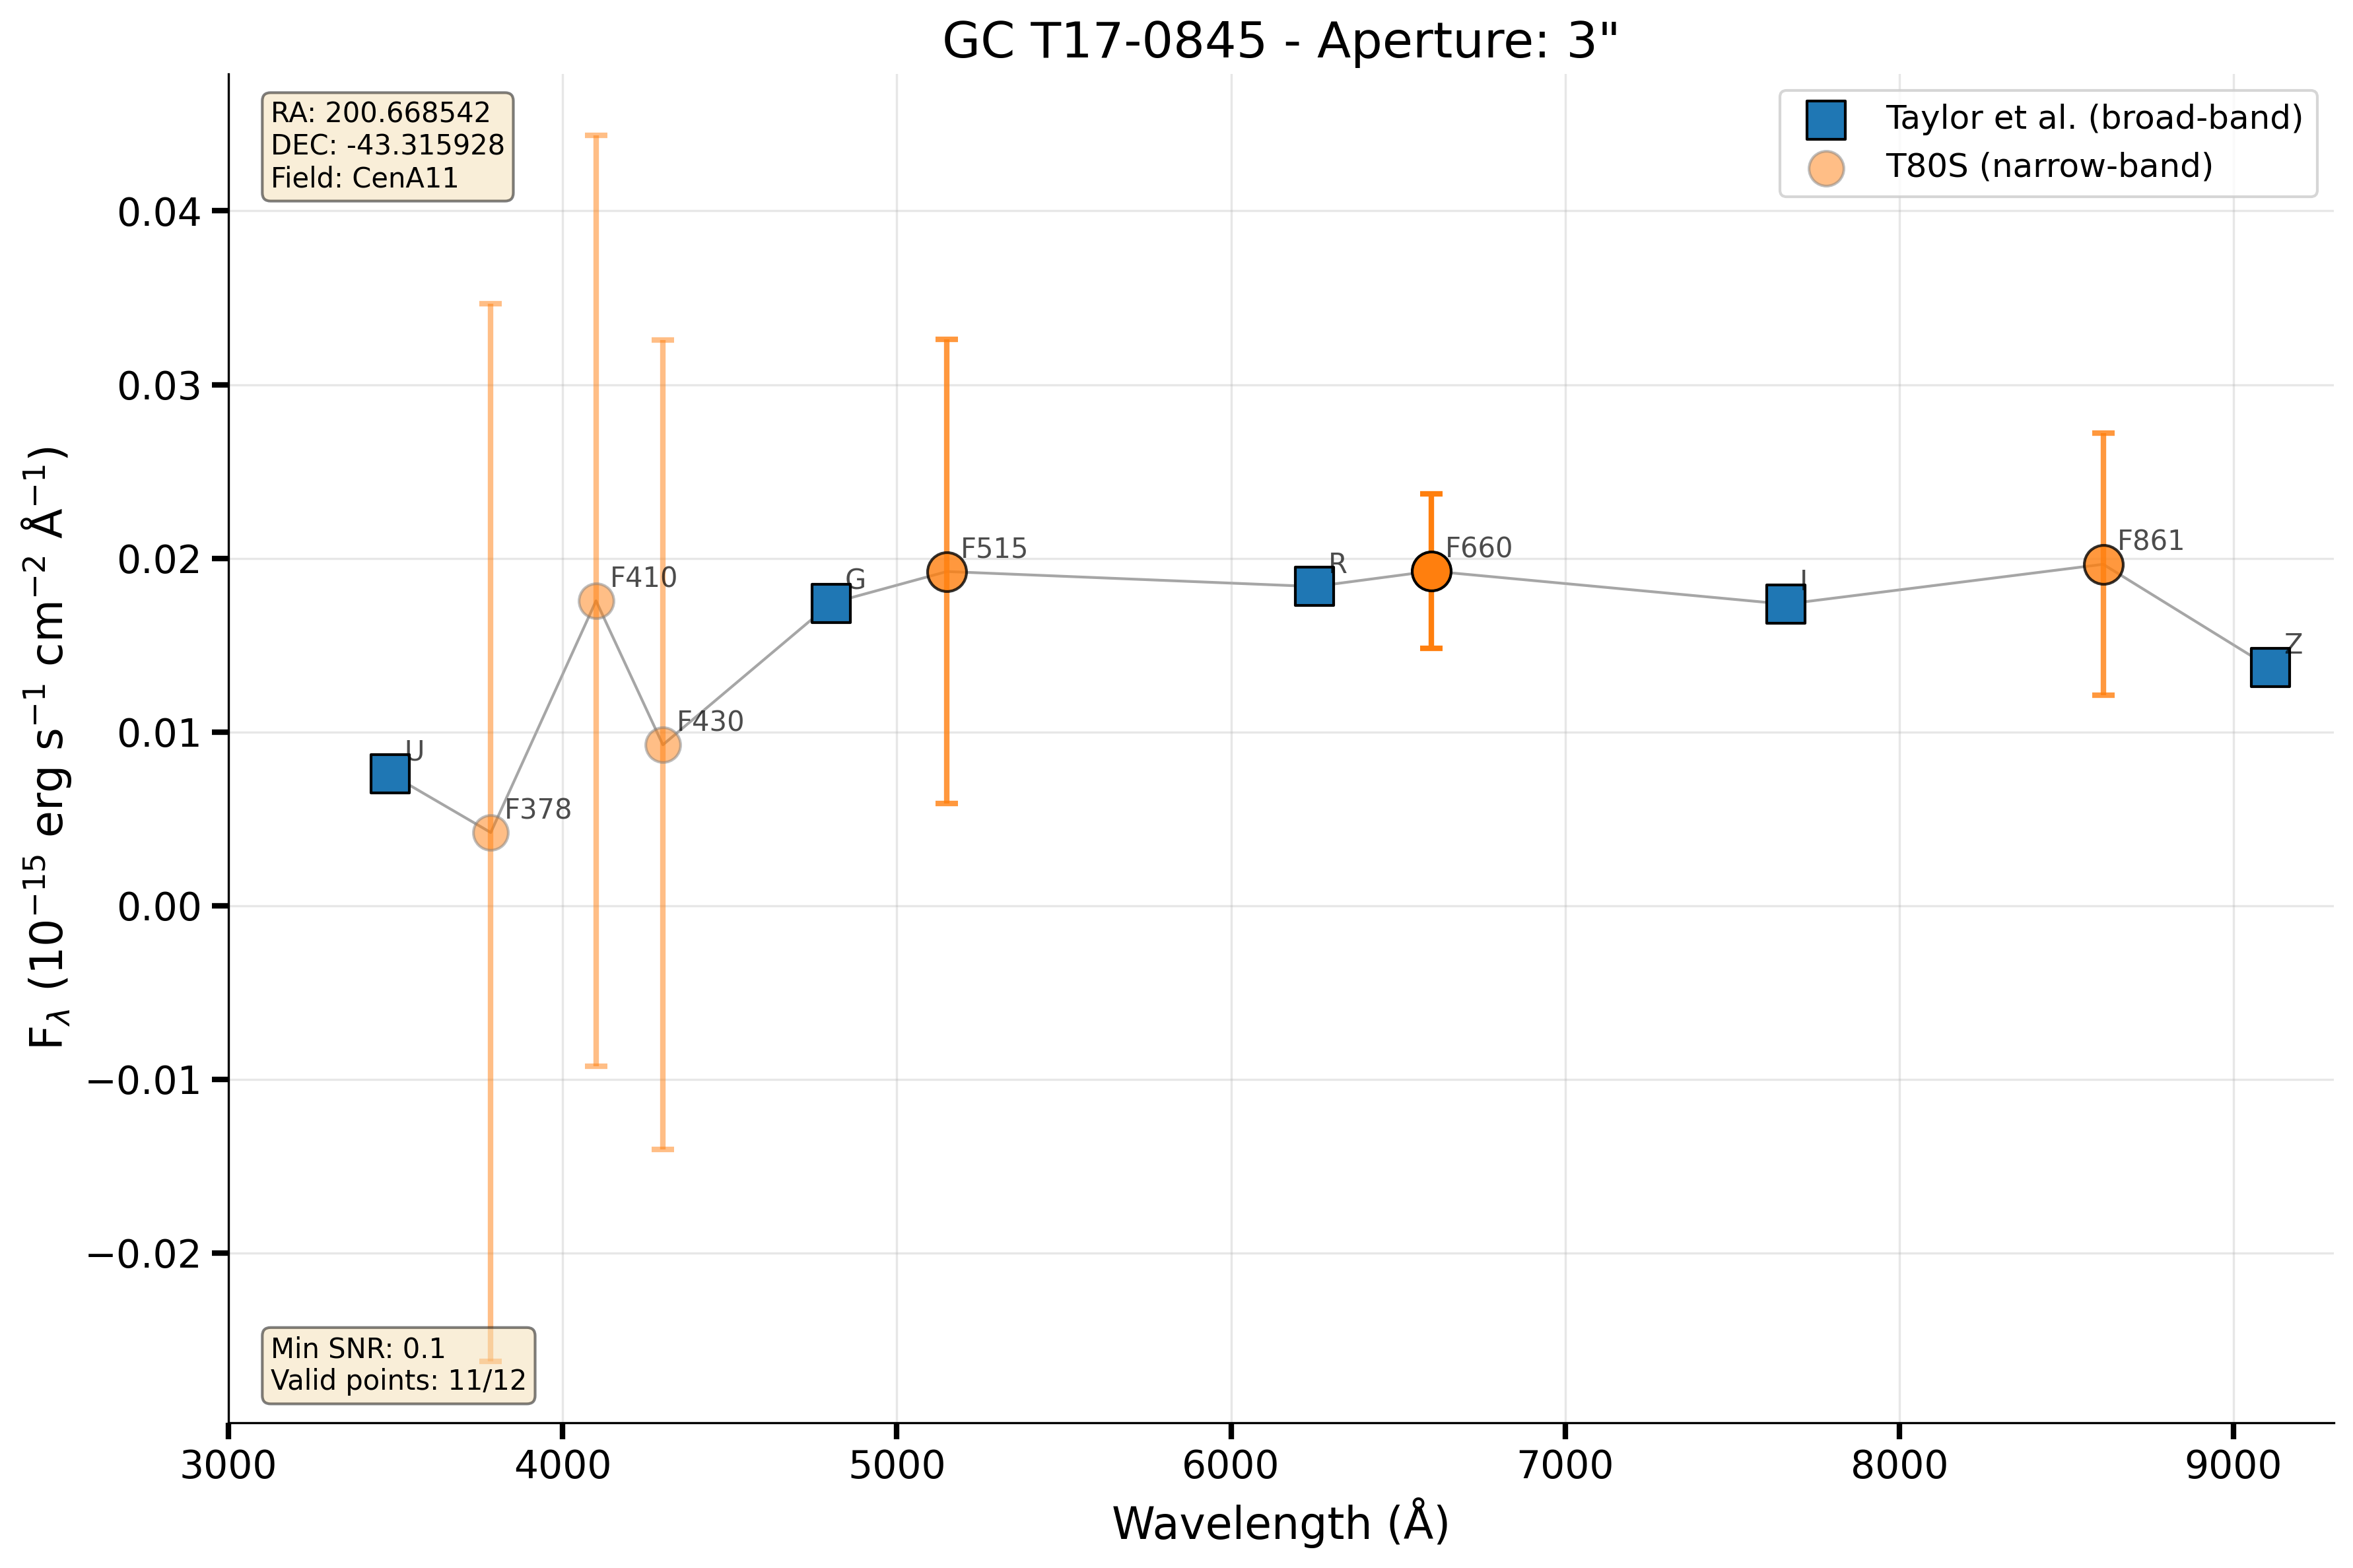 GC T17-0845 - Aperture: 3"
RA: 200.668542
DEC: -43.315928
Field: CenA11
Taylor et al. (broad-band)
T80S (narrow-band)
F_λ (10⁻¹⁵ erg s⁻¹ cm⁻² Å⁻¹)
0.04
0.03
0.02
0.01
0.00
−0.01
−0.02
U
F378
F410
F430
G
F515
R
F660
I
F861
Z
Min SNR: 0.1
Valid points: 11/12
3000
4000
5000
6000
7000
8000
9000
Wavelength (Å)